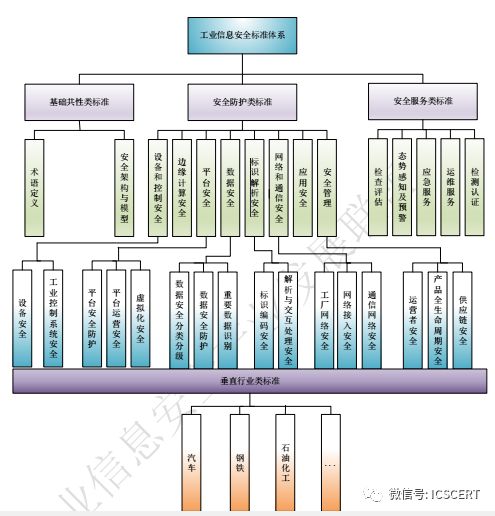 工业信息安全标准体系
基础共性类标准
安全防护类标准
安全服务类标准
术语定义
安全架构与模型
设备和控制安全
边缘计算安全
平台安全
数据安全
标识解析安全
网络和通信安全
应用安全
安全管理
检查评估
态势感知及预警
应急服务
运维服务
检测认证
设备安全
工业控制系统安全
平台安全防护
平台运营安全
虚拟化安全
数据安全分类分级
数据安全防护
重要数据识别
标识编码安全
解析与交互处理安全
工厂网络安全
网络接入安全
通信网络安全
运营者安全
产品全生命周期安全
供应链安全
垂直行业类标准
汽车
钢铁
石油化工
...
微信号: ICSCERT